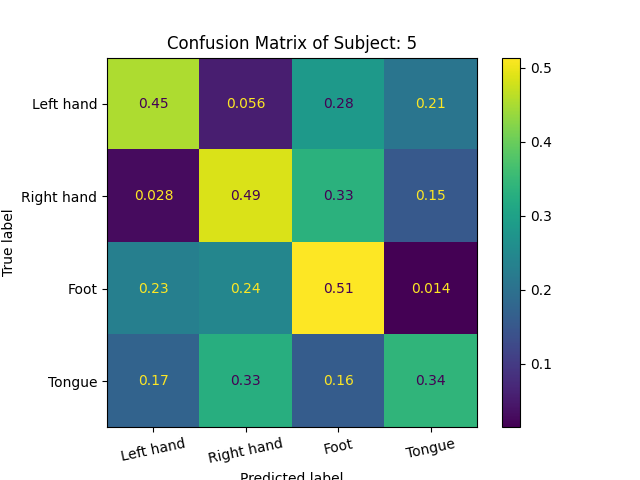 Confusion Matrix of Subject: 5
True label
Left hand 0.45 0.056 0.28 0.21
Right hand 0.028 0.49 0.33 0.15
Foot 0.23 0.24 0.51 0.014
Tongue 0.17 0.33 0.16 0.34
Left hand Right hand Foot Tongue
Predicted label
0.5
0.4
0.3
0.2
0.1